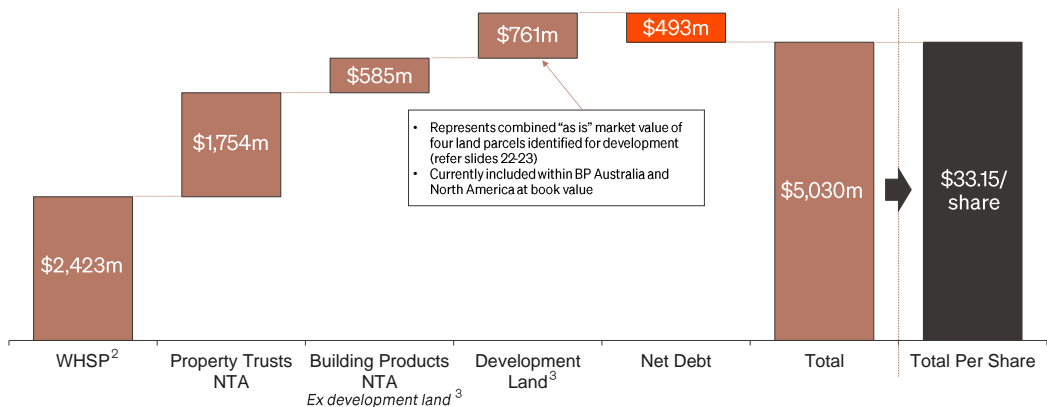 $761m
$493m
$585m
$1,754m
• Represents combined “as is” market value of
four land parcels identified for development
(refer slides 22-23)
• Currently included within BP Australia and
North America at book value
$2,423m
$5,030m
$33.15/
share
WHSP2
Property Trusts
NTA
Building Products
NTA
Ex development land 3
Development
Land3
Net Debt
Total
Total Per Share